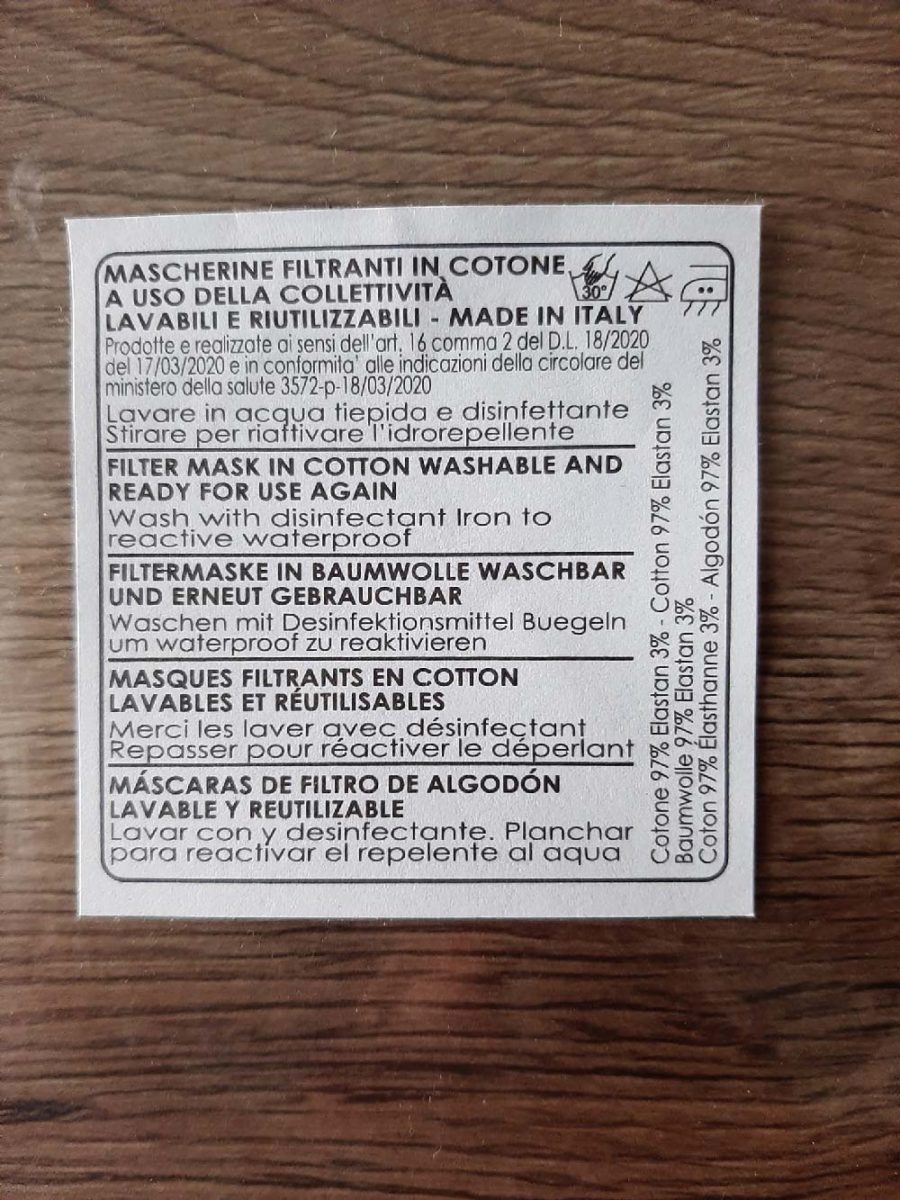 MASCHERINE FILTRANTI IN COTONE
A USO DELLA COLLETTIVITÀ
LAVABILI E RIUTILIZZABILI - MADE IN ITALY
30°
Prodotte e realizzate ai sensi dell'art. 16 comma 2 del D.L. 18/2020
del 17/03/2020 e in conformita' alle indicazioni della circolare del
ministero della salute 3572-p-18/03/2020
Lavare in acqua tiepida e disinfettante
Stirare per riattivare l'idrorepellente
FILTER MASK IN COTTON WASHABLE AND
READY FOR USE AGAIN
Wash with disinfectant Iron to
reactive waterproof
FILTERMASKE IN BAUMWOLLE WASCHBAR
UND ERNEUT GEBRAUCHBAR
Waschen mit Desinfektionsmittel Buegeln
um waterproof zu reaktivieren
MASQUES FILTRANTS EN COTTON
LAVABLES ET RÉUTILISABLES
Merci les laver avec désinfectant
Repasser pour réactiver le déperlant
MÁSCARAS DE FILTRO DE ALGODÓN
LAVABLE Y REUTILIZABLE
Lavar con y desinfectante. Planchar
para reactivar el repelente al aqua
Cotone 97% Elastan 3% - Cotton 97% Elastan 3%
Baumwolle 97% Elastan 3%
Coton 97% Élasthanne 3% - Algodón 97% Elastan 3%